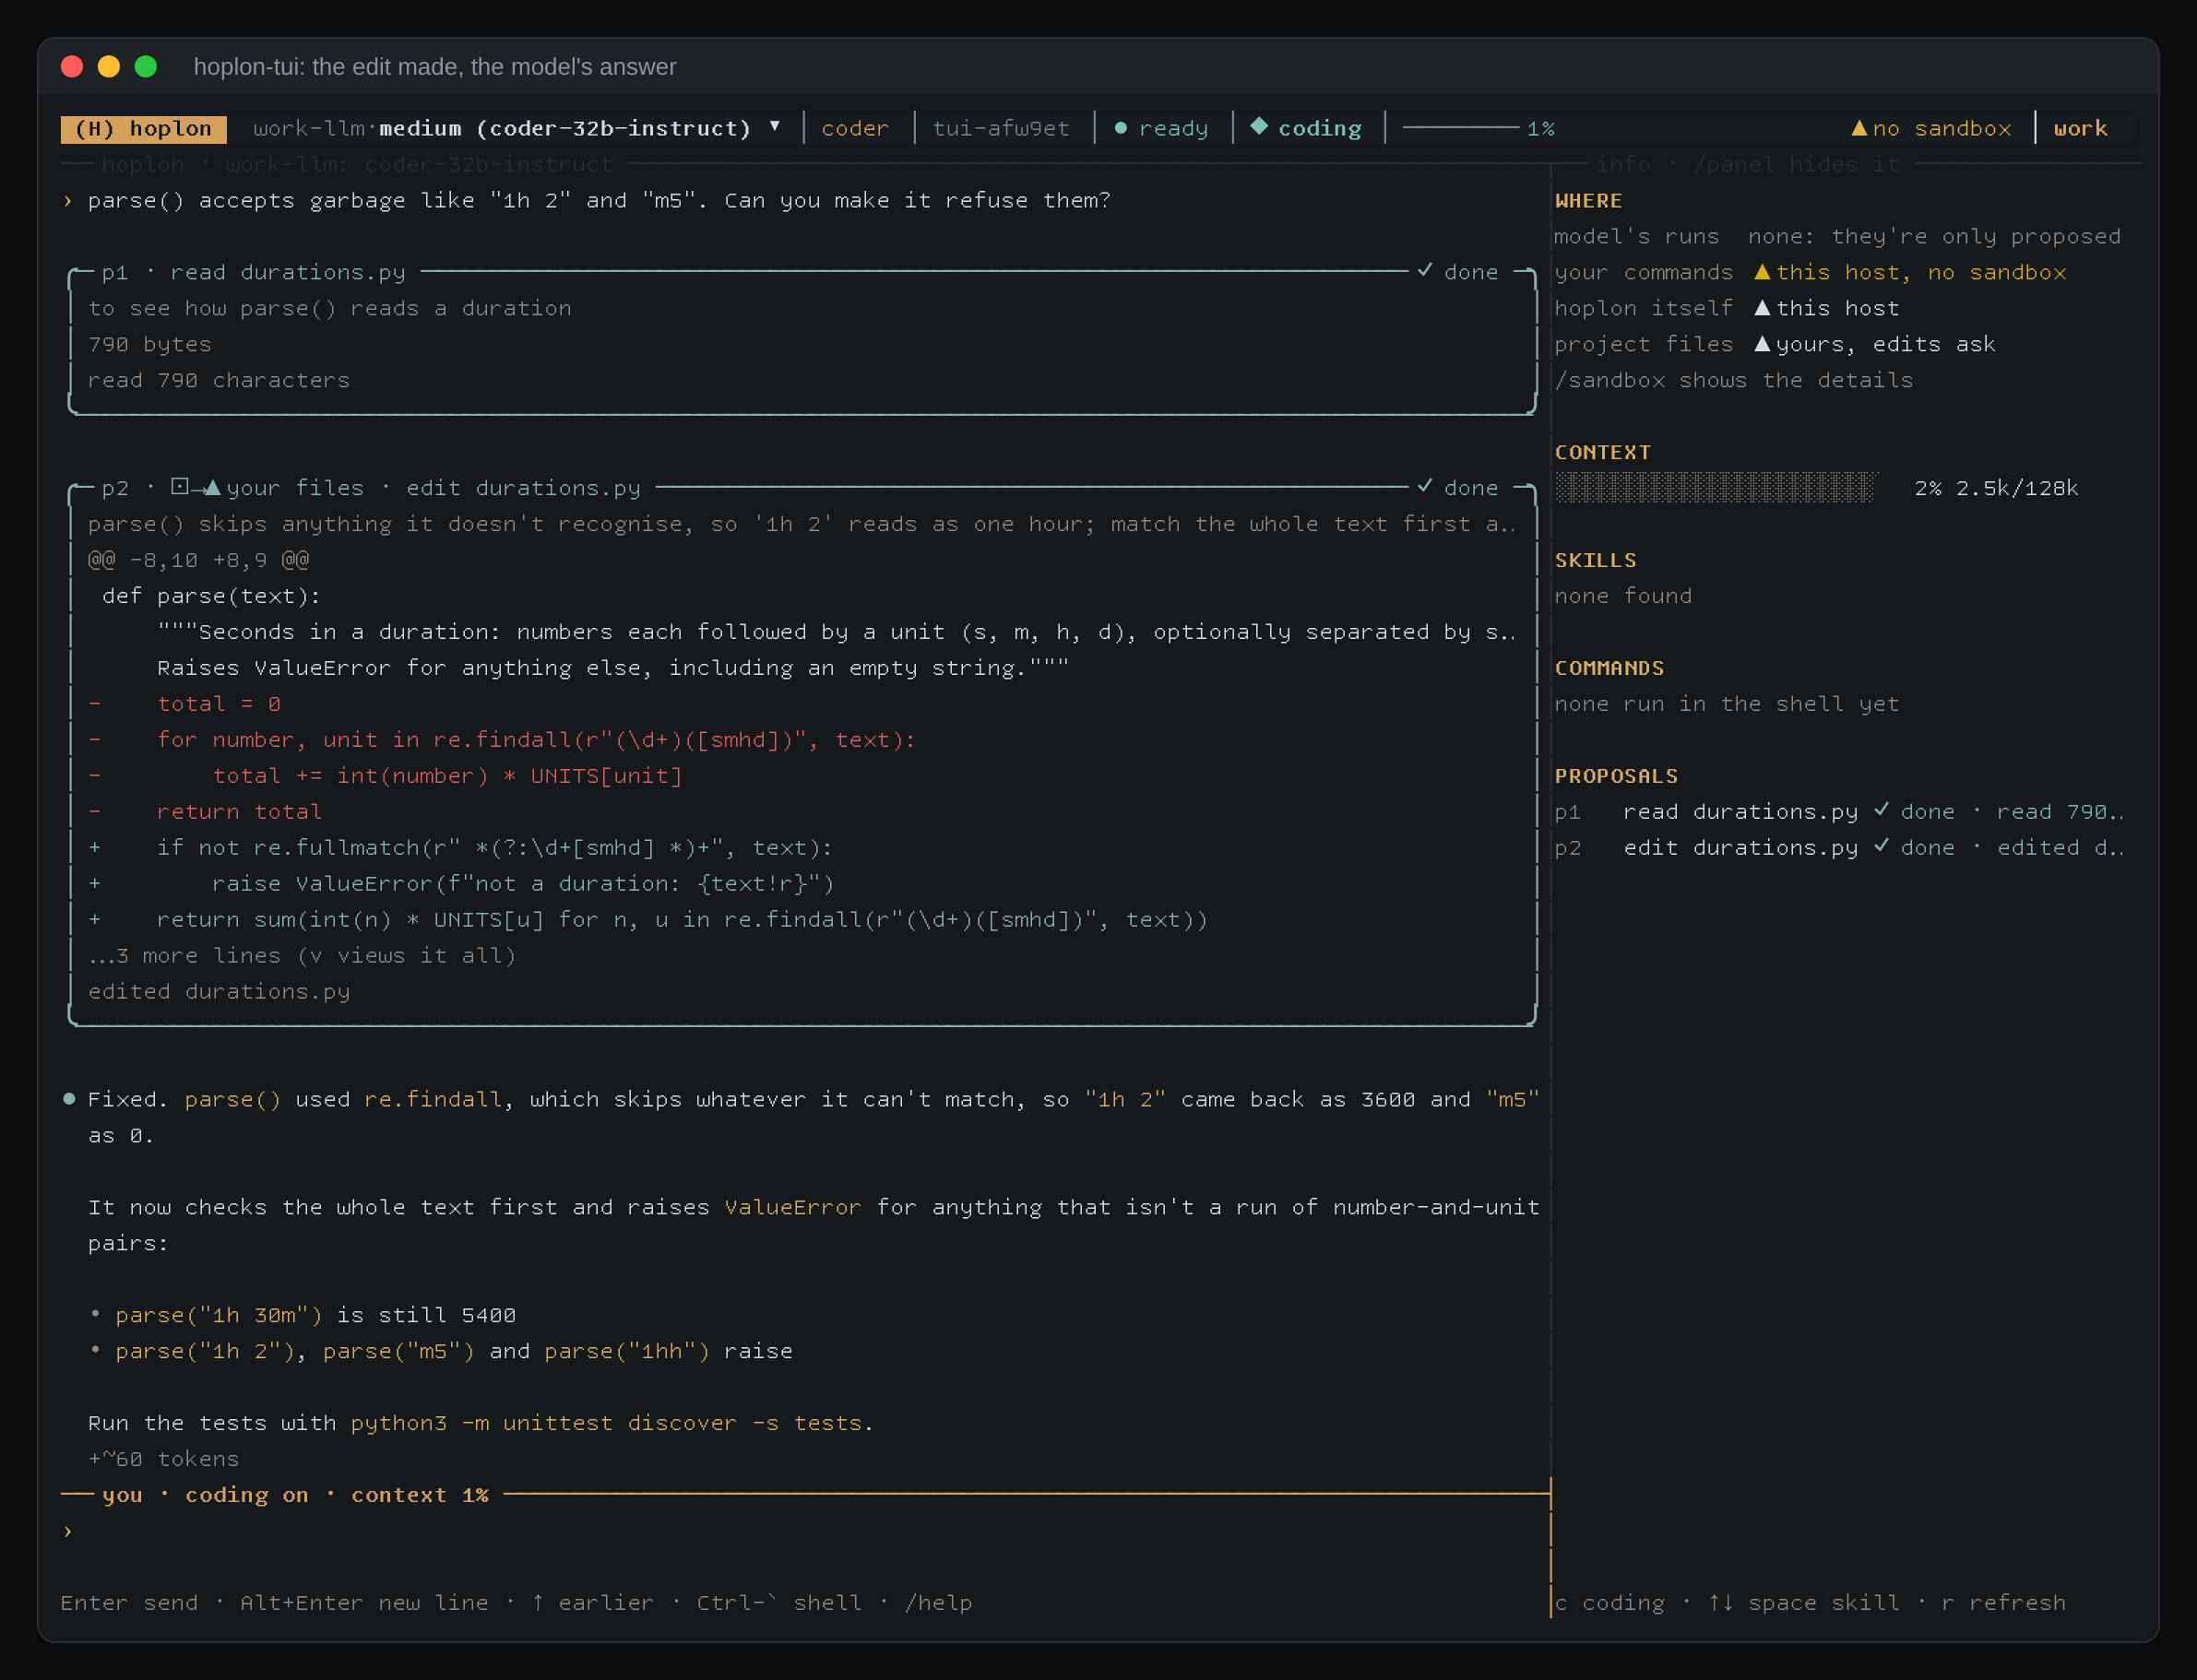 hoplon-tui: the edit made, the model's answer
(H) hoplon work-llm·medium (coder-32b-instruct) ▼ │ coder │ tui-afw9et │ ● ready │ ◆ coding │ 1% ▲ no sandbox │ work
hoplon · work-llm: coder-32b-instruct
› parse() accepts garbage like "1h 2" and "m5". Can you make it refuse them?
p1 · read durations.py ✓ done
to see how parse() reads a duration
790 bytes
read 790 characters
p2 · ⊡→▲your files · edit durations.py ✓ done
parse() skips anything it doesn't recognise, so '1h 2' reads as one hour; match the whole text first a..
@@ -8,10 +8,9 @@
def parse(text):
"""Seconds in a duration: numbers each followed by a unit (s, m, h, d), optionally separated by s..
Raises ValueError for anything else, including an empty string."""
- total = 0
- for number, unit in re.findall(r"(\d+)([smhd])", text):
- total += int(number) * UNITS[unit]
- return total
+ if not re.fullmatch(r" *(?:\d+[smhd] *)+", text):
+ raise ValueError(f"not a duration: {text!r}")
+ return sum(int(n) * UNITS[u] for n, u in re.findall(r"(\d+)([smhd])", text))
…3 more lines (v views it all)
edited durations.py
● Fixed. parse() used re.findall, which skips whatever it can't match, so "1h 2" came back as 3600 and "m5"
as 0.
It now checks the whole text first and raises ValueError for anything that isn't a run of number-and-unit
pairs:
• parse("1h 30m") is still 5400
• parse("1h 2"), parse("m5") and parse("1hh") raise
Run the tests with python3 -m unittest discover -s tests.
+~60 tokens
you · coding on · context 1%
›
Enter send · Alt+Enter new line · ↑ earlier · Ctrl-` shell · /help
info · /panel hides it
WHERE
model's runs none: they're only proposed
your commands ▲this host, no sandbox
hoplon itself ▲this host
project files ▲yours, edits ask
/sandbox shows the details
CONTEXT
2% 2.5k/128k
SKILLS
none found
COMMANDS
none run in the shell yet
PROPOSALS
p1 read durations.py ✓ done · read 790..
p2 edit durations.py ✓ done · edited d..
c coding · ↑↓ space skill · r refresh